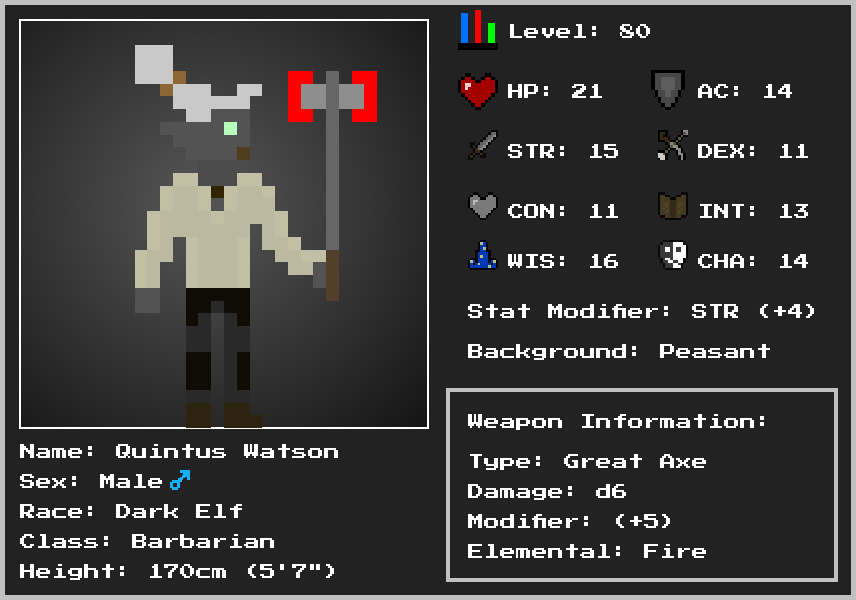 Level: 80
HP: 21 AC: 14
STR: 15 DEX: 11
CON: 11 INT: 13
WIS: 16 CHA: 14
Stat Modifier: STR (+4)
Background: Peasant
Weapon Information:
Type: Great Axe
Damage: d6
Modifier: (+5)
Elemental: Fire
Name: Quintus Watson
Sex: Male ♂
Race: Dark Elf
Class: Barbarian
Height: 170cm (5'7")